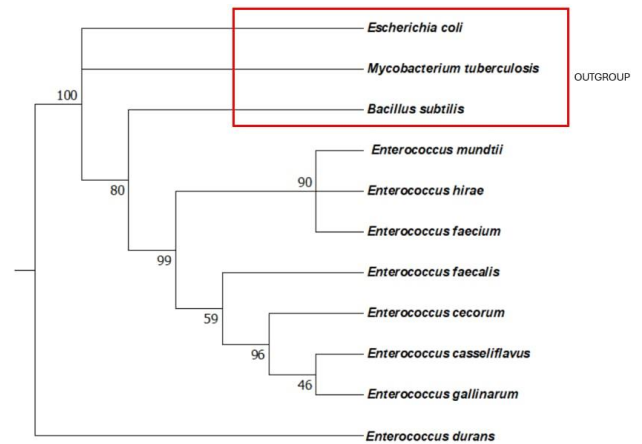 Escherichia coli
Mycobacterium tuberculosis
OUTGROUP
100
Bacillus subtilis
Enterococcus mundtii
90
80
Enterococcus hirae
Enterococcus faecium
99
Enterococcus faecalis
59
Enterococcus cecorum
96
Enterococcus casseliflavus
46
Enterococcus gallinarum
Enterococcus durans